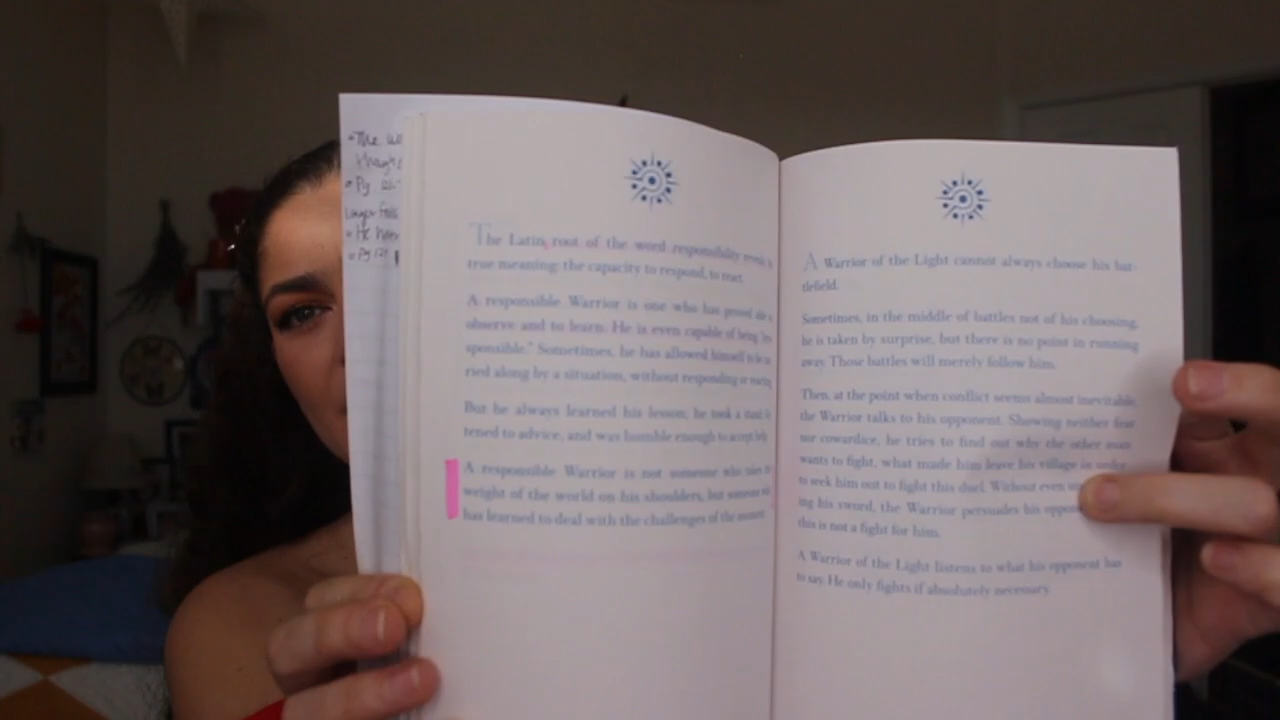 The
though
Pg
longer
He
Pg 121
The Latin root of the word responsibility
true meaning: the capacity to respond, to react.
A responsible Warrior is one who has proved
observe and to learn. He is even capable of being
sponsible." Sometimes, he has allowed himself to be
ried along by a situation, without responding or
But he always learned his lesson; he took a
tened to advice, and was humble enough to accept help
A responsible Warrior is not someone who takes
weight of the world on his shoulders, but someone
has learned to deal with the challenges of the moment
A Warrior of the Light cannot always choose his bat-
tlefield.
Sometimes, in the middle of battles not of his choosing,
he is taken by surprise, but there is no point in running
away. Those battles will merely follow him.
Then, at the point when conflict seems almost inevitable,
the Warrior talks to his opponent. Showing neither fear
nor cowardice, he tries to find out why the other man
wants to fight, what made him leave his village in order
to seek him out to fight this duel. Without even
ing his sword, the Warrior persuades his
this is not a fight for him.
A Warrior of the Light listens to what his opponent has
to say. He only fights if absolutely necessary.